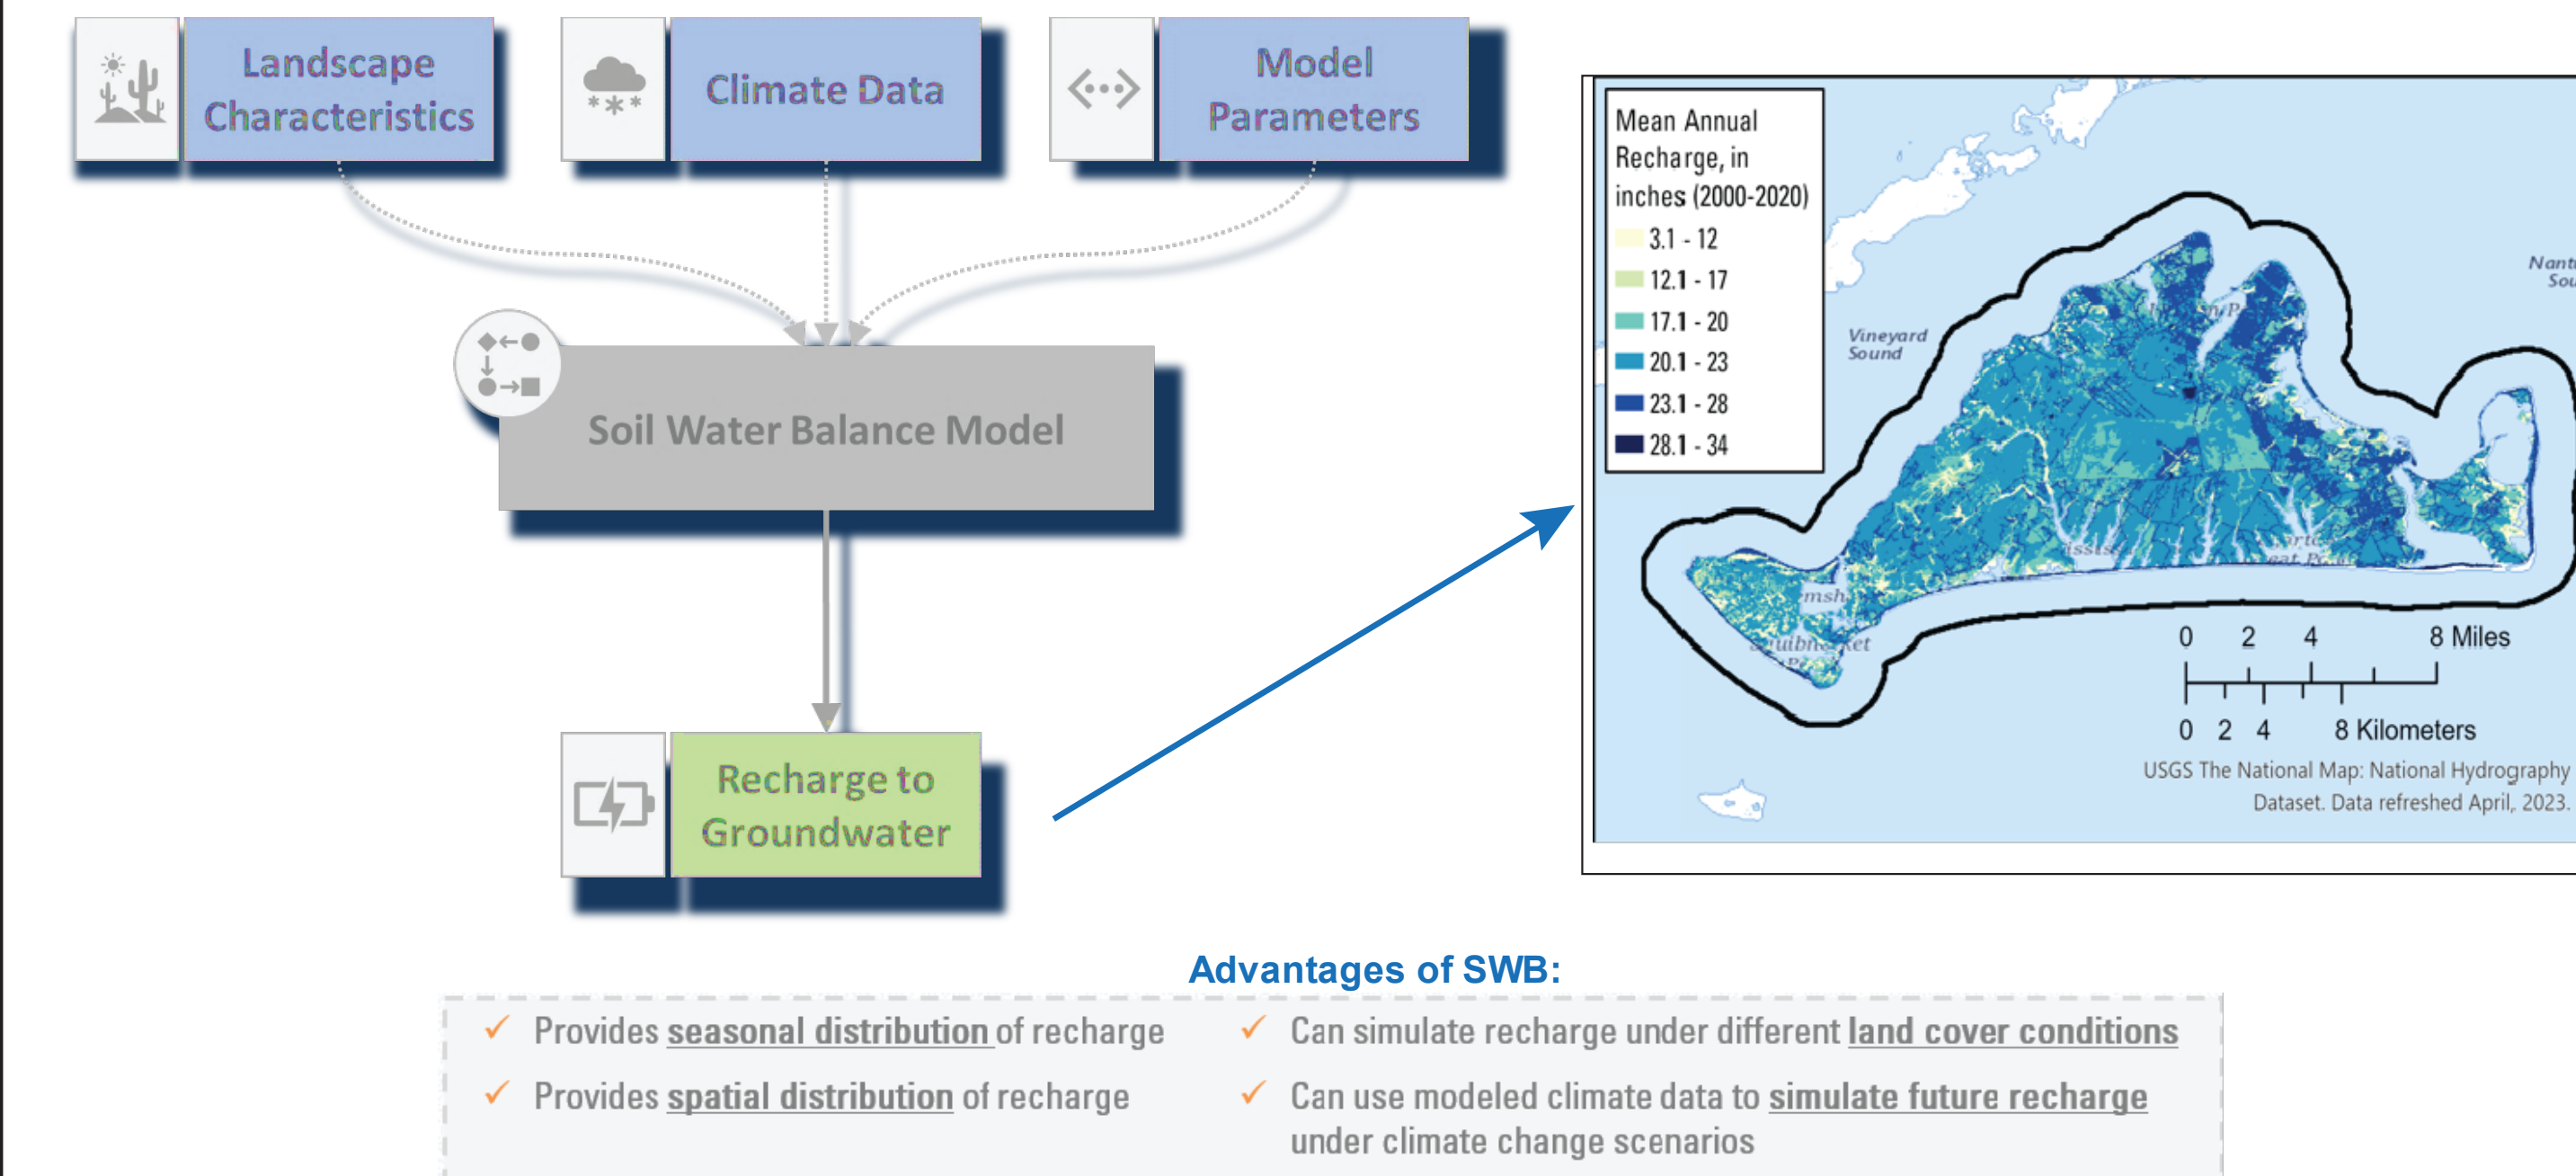 Landscape
Characteristics
Climate Data
Model
Parameters
Soil Water Balance Model
Recharge to
Groundwater
Mean Annual
Recharge, in
inches (2000-2020)
3.1 - 12
12.1 - 17
17.1 - 20
20.1 - 23
23.1 - 28
28.1 - 34
Vineyard
Sound
0 2 4 8 Miles
0 2 4 8 Kilometers
USGS The National Map: National Hydrography
Dataset. Data refreshed April, 2023.
Advantages of SWB:
✓ Provides seasonal distribution of recharge
✓ Provides spatial distribution of recharge
✓ Can simulate recharge under different land cover conditions
✓ Can use modeled climate data to simulate future recharge
under climate change scenarios